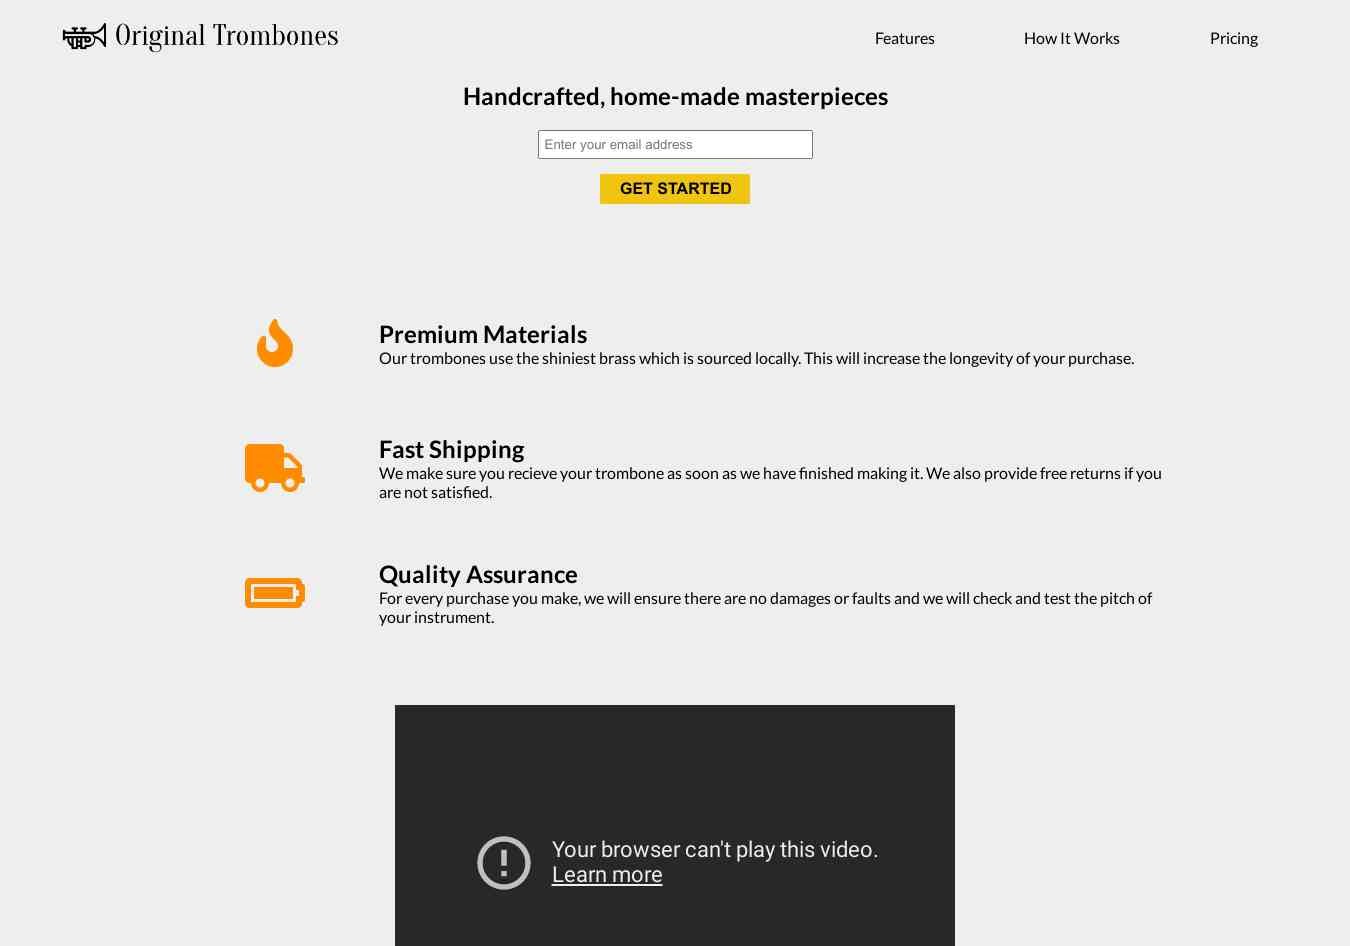 Original Trombones
Features
How It Works
Pricing
Handcrafted, home-made masterpieces
Enter your email address
GET STARTED
Premium Materials
Our trombones use the shiniest brass which is sourced locally. This will increase the longevity of your purchase.
Fast Shipping
We make sure you recieve your trombone as soon as we have finished making it. We also provide free returns if you
are not satisfied.
Quality Assurance
For every purchase you make, we will ensure there are no damages or faults and we will check and test the pitch of
your instrument.
Your browser can't play this video.
Learn more